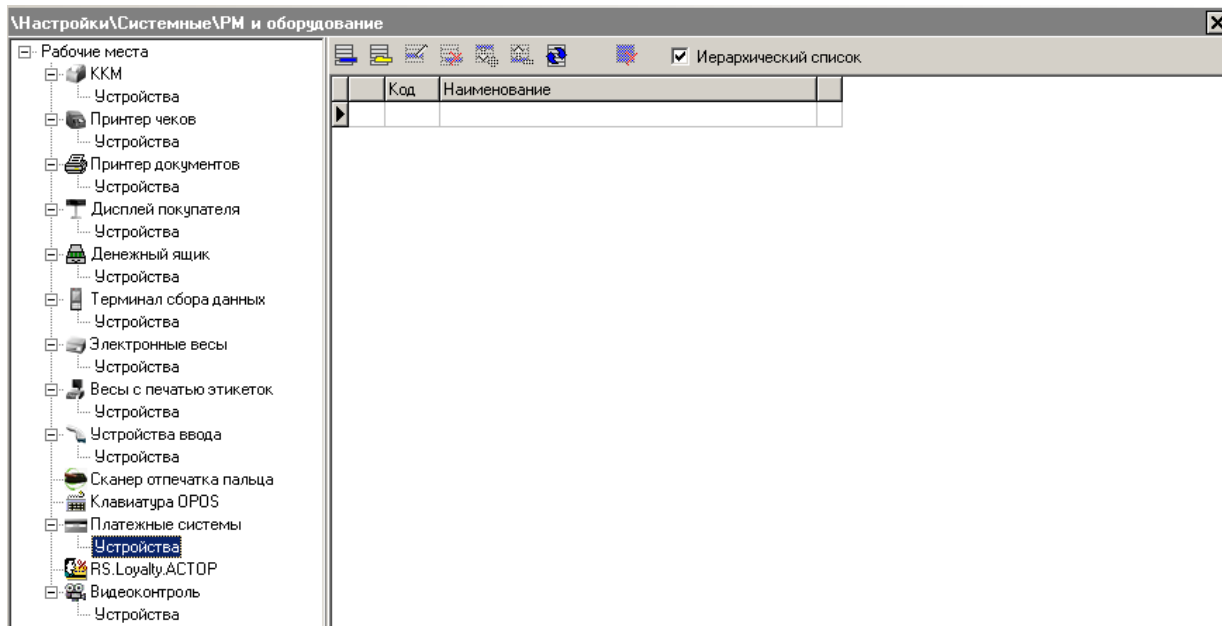 \Настройки\Системные\РМ и оборудование
Рабочие места
ККМ
Устройства
Принтер чеков
Устройства
Принтер документов
Устройства
Дисплей покупателя
Устройства
Денежный ящик
Устройства
Терминал сбора данных
Устройства
Электронные весы
Устройства
Весы с печатью этикеток
Устройства
Устройства ввода
Устройства
Сканер отпечатка пальца
Клавиатура OPOS
Платежные системы
Устройства
RS.Loyalty.АСТОР
Видеоконтроль
Устройства
Иерархический список
Код Наименование